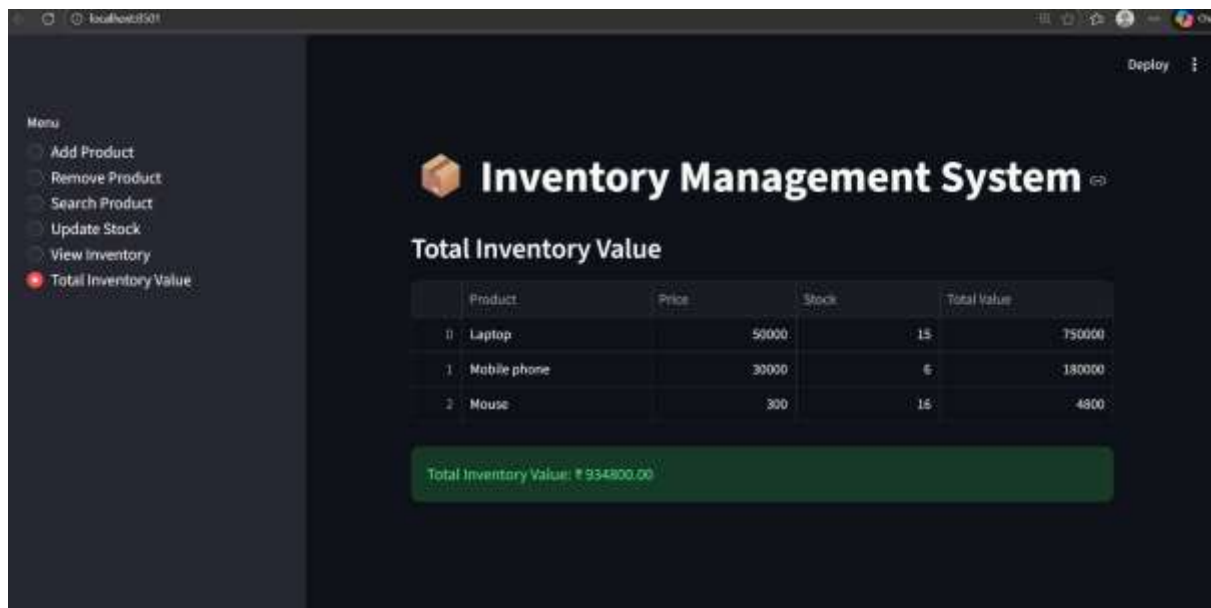 localhost:8501
Deploy
Menu
Add Product
Remove Product
Search Product
Update Stock
View Inventory
Total Inventory Value
Inventory Management System
Total Inventory Value
Product Price Stock Total Value
0 Laptop 50000 15 750000
1 Mobile phone 30000 6 180000
2 Mouse 300 16 4800
Total Inventory Value: ₹ 934800.00